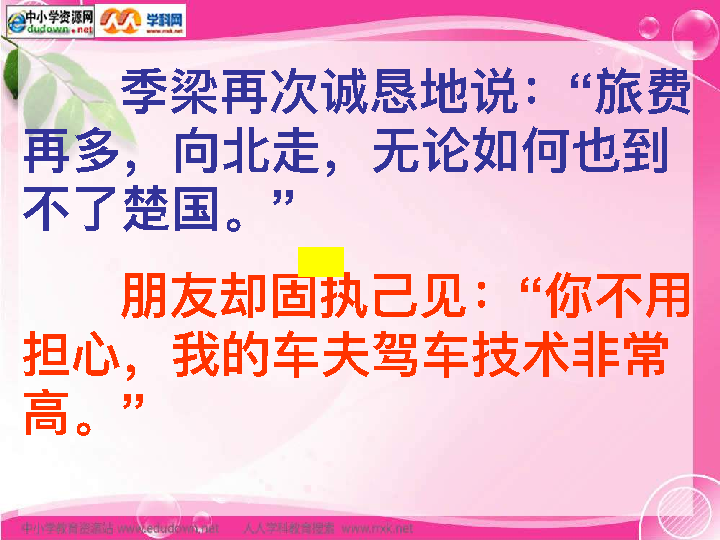 中小学资源网
dudown.net
学科网
www.nxk.net
季梁再次诚恳地说：“旅费
再多，向北走，无论如何也到
不了楚国。”
朋友却固执己见：“你不用
担心，我的车夫驾车技术非常
高。”
中小学教育资源站 www.edudown.net 人人学科教育搜索 www.nxk.net